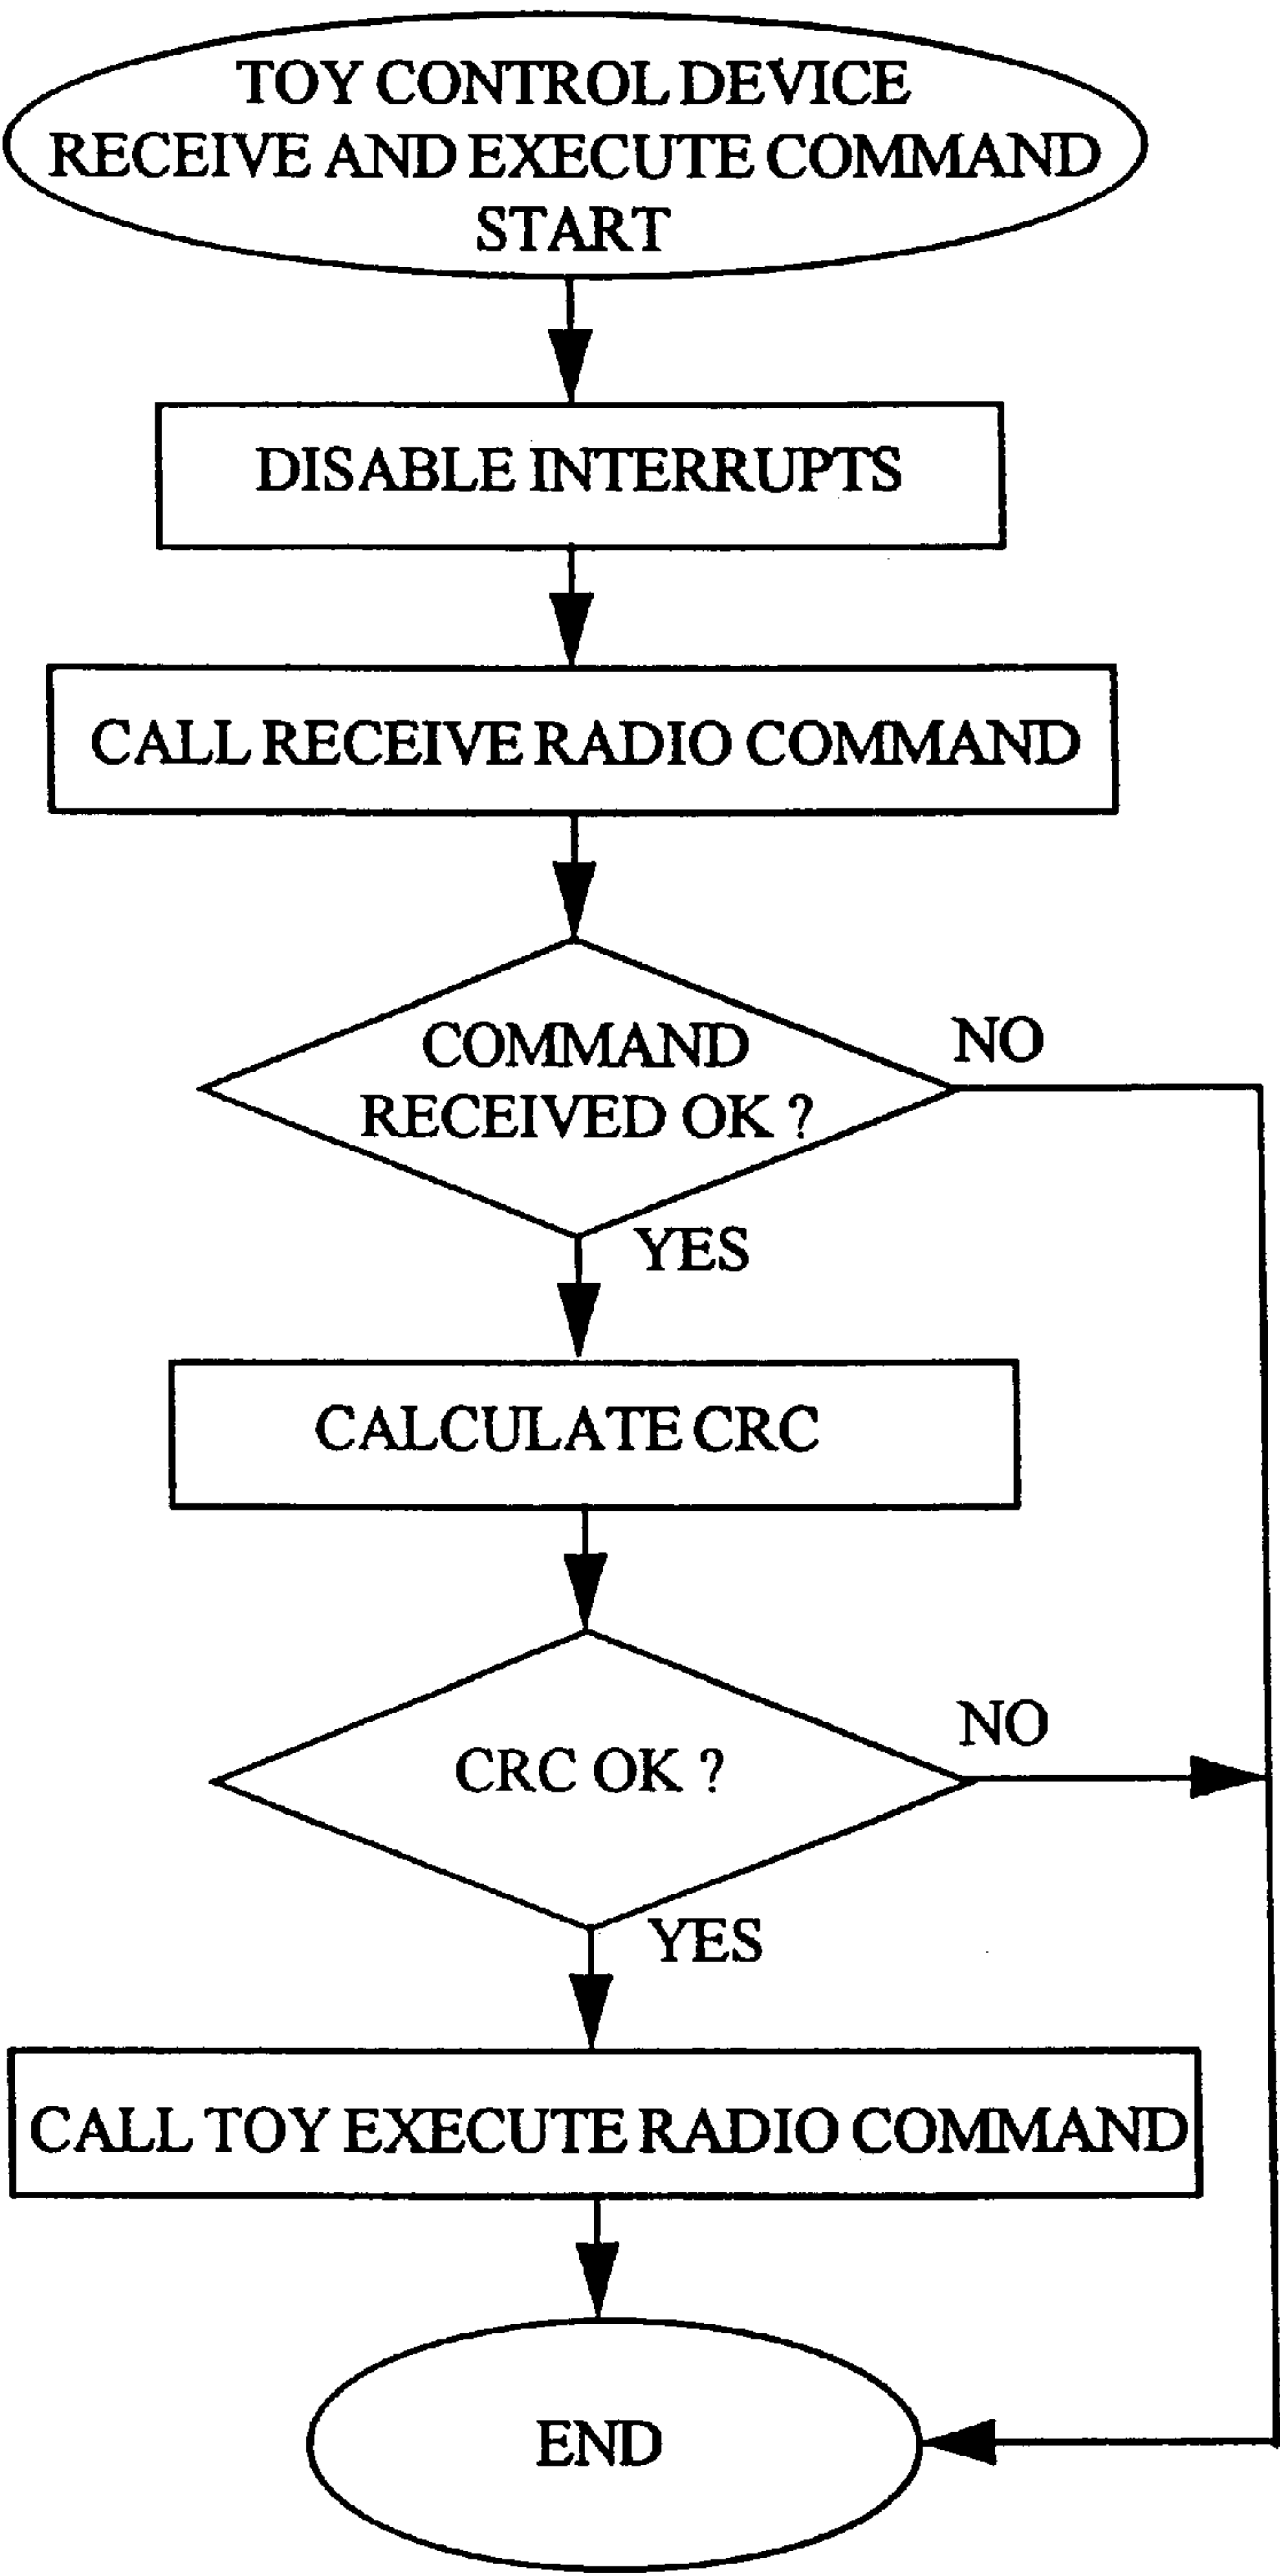 TOY CONTROL DEVICE
RECEIVE AND EXECUTE COMMAND
START
DISABLE INTERRUPTS
CALL RECEIVE RADIO COMMAND
COMMAND
RECEIVED OK ?
NO
YES
CALCULATE CRC
CRC OK ?
NO
YES
CALL TOY EXECUTE RADIO COMMAND
END